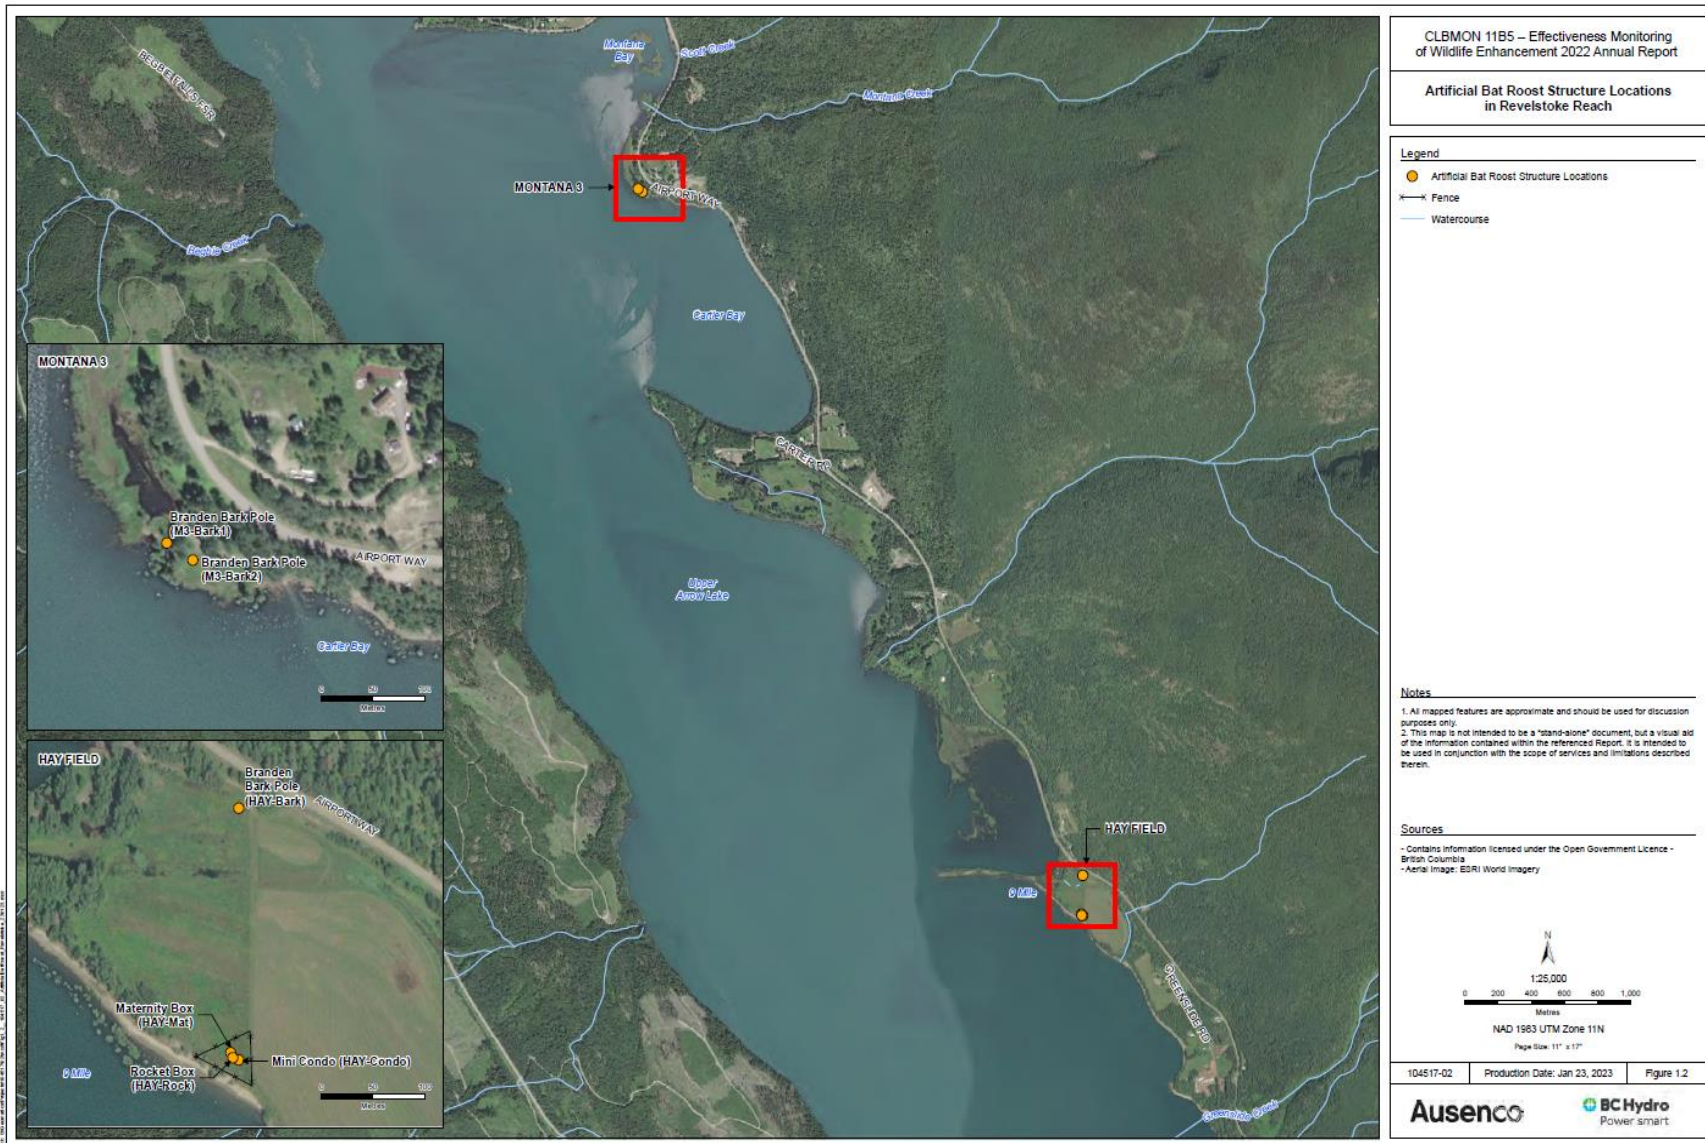 CLBMON 11B5 – Effectiveness Monitoring
of Wildlife Enhancement 2022 Annual Report
Artificial Bat Roost Structure Locations
in Revelstoke Reach
Legend
Artificial Bat Roost Structure Locations
Fence
Watercourse
Montana
Bay
Scott Creek
BEGBIE FALLS FSR
Montana Creek
MONTANA 3
AIRPORT WAY
Begbie Creek
Cartier Bay
MONTANA 3
Branden Bark Pole
(M3-Bark1)
Branden Bark Pole
(M3-Bark2)
AIRPORT WAY
Cartier Bay
0 50 100
Metres
CARTIER RD
Upper
Arrow Lake
HAY FIELD
Branden
Bark Pole
(HAY-Bark)
AIRPORT WAY
Maternity Box
(HAY-Mat)
Mini Condo (HAY-Condo)
Rocket Box
(HAY-Rock)
9 Mile
0 50 100
Metres
HAY FIELD
9 Mile
GREENSLIDE RD
Greenslide Creek
Notes
1. All mapped features are approximate and should be used for discussion
purposes only.
2. This map is not intended to be a "stand-alone" document, but a visual aid
of the information contained within the referenced Report. It is intended to
be used in conjunction with the scope of services and limitations described
therein.
Sources
- Contains information licensed under the Open Government Licence -
British Columbia
- Aerial Image: ESRI World Imagery
N
1:25,000
0 200 400 600 800 1,000
Metres
NAD 1983 UTM Zone 11N
Page Size: 11" x 17"
104517-02
Production Date: Jan 23, 2023
Figure 1.2
Ausenco
BC Hydro
Power smart